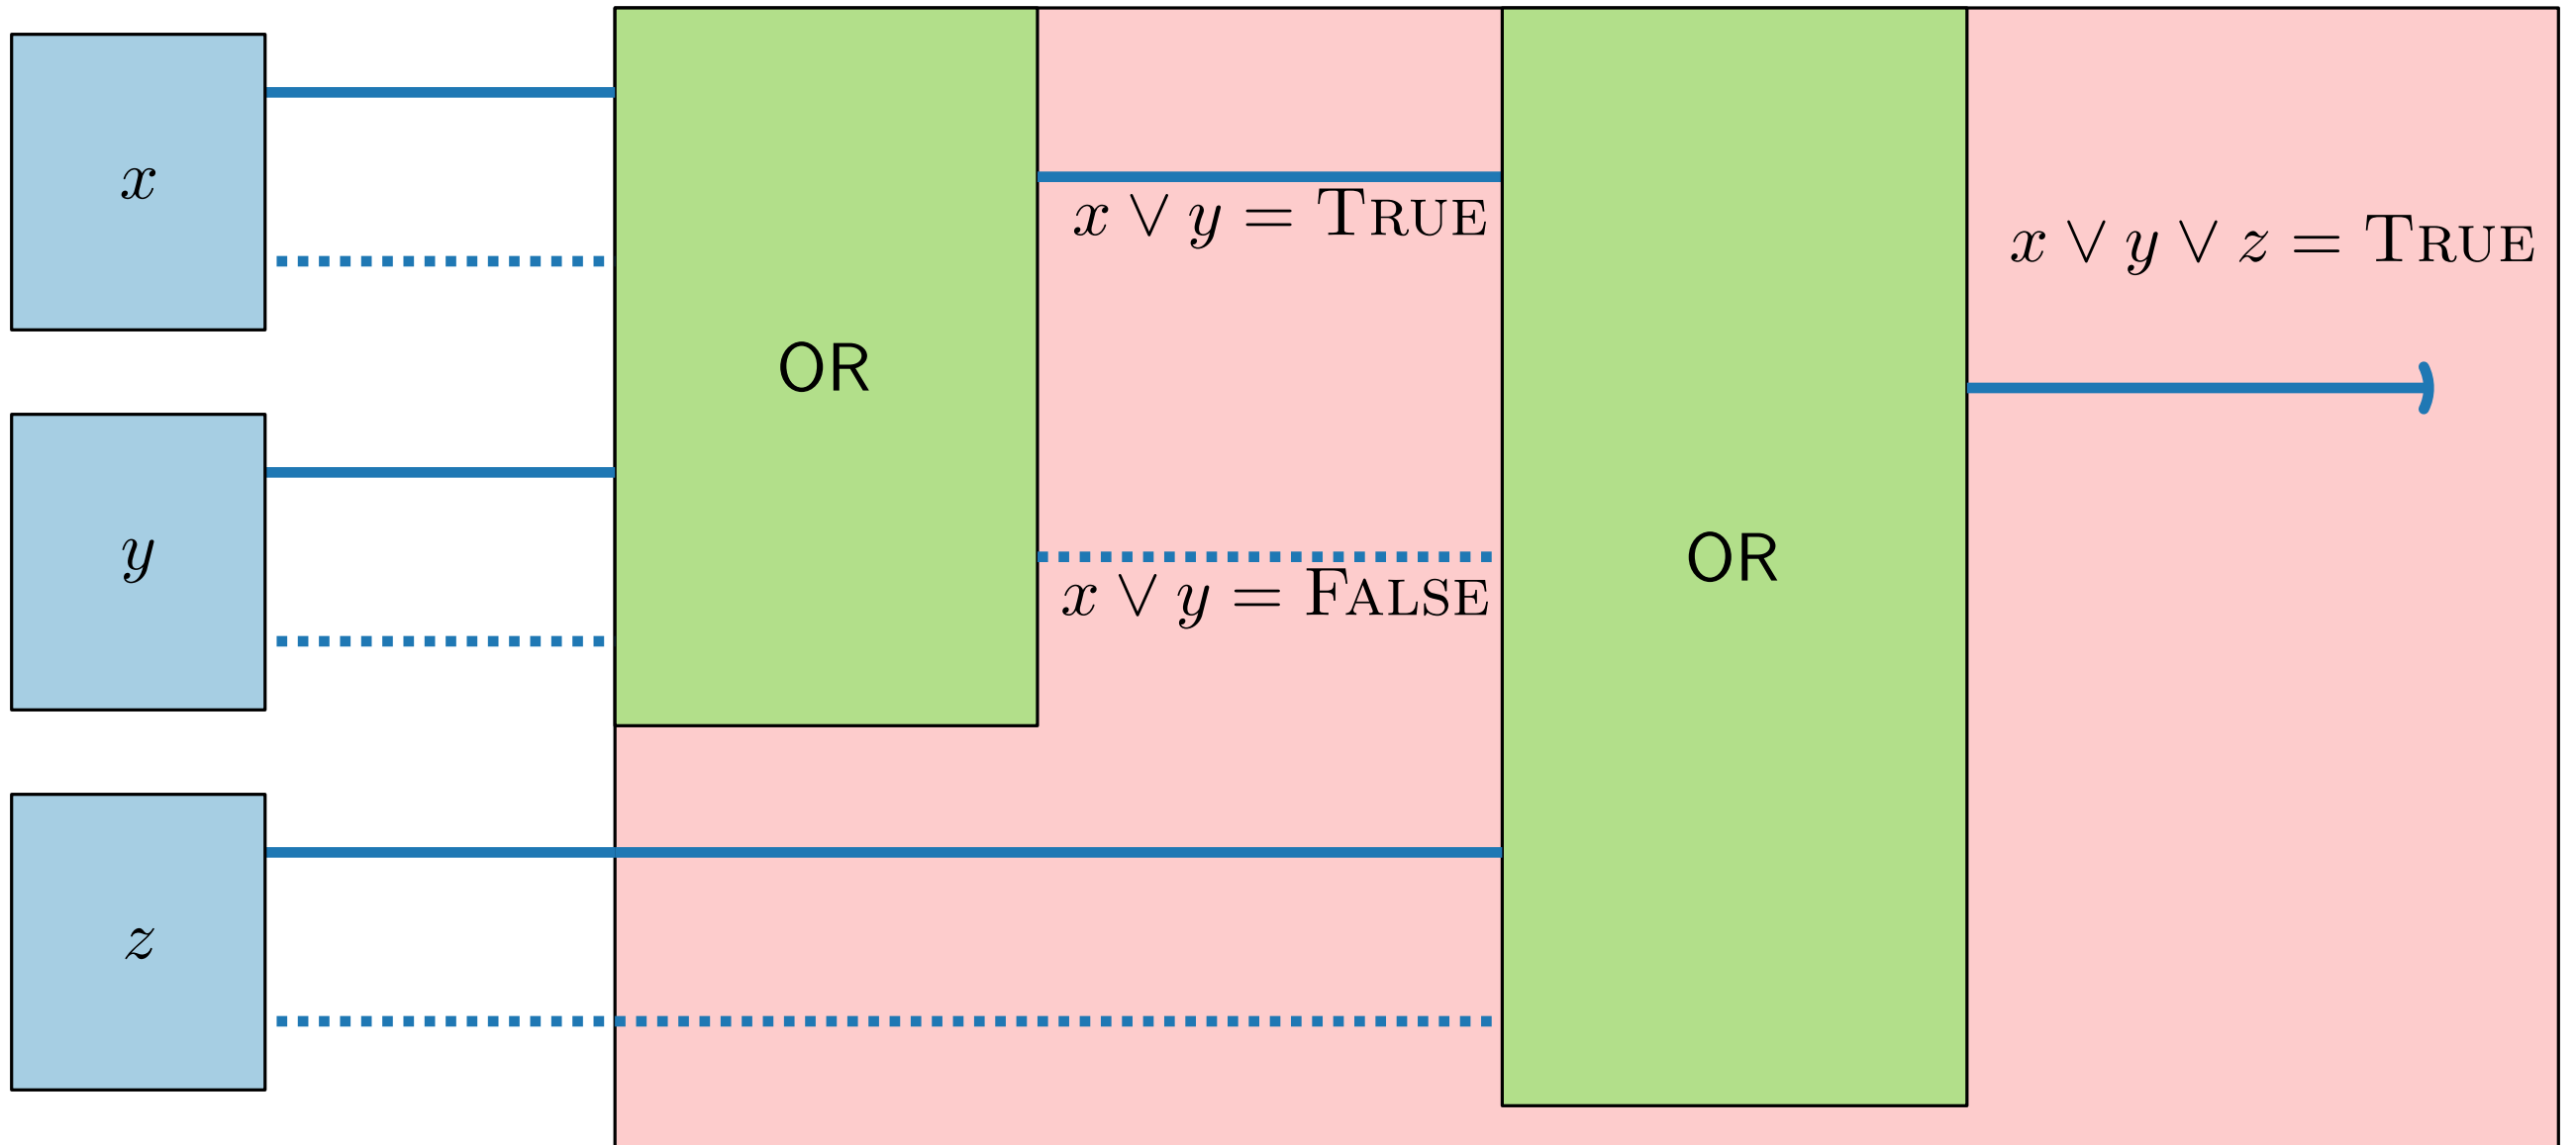 x
y
z
OR
x ∨ y = TRUE
x ∨ y = FALSE
OR
x ∨ y ∨ z = TRUE